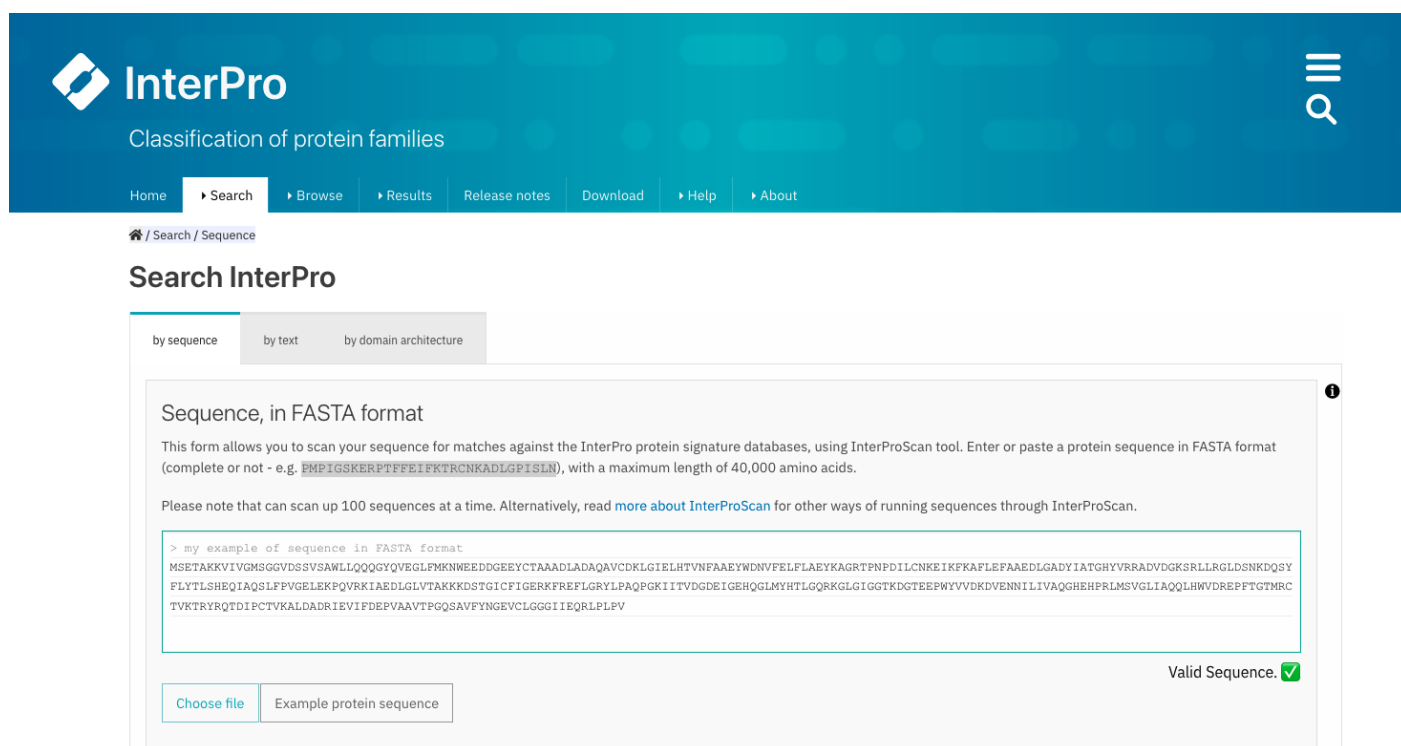 InterPro
Classification of protein families
Home
Search
Browse
Results
Release notes
Download
Help
About
/ Search / Sequence
Search InterPro
by sequence
by text
by domain architecture
Sequence, in FASTA format
This form allows you to scan your sequence for matches against the InterPro protein signature databases, using InterProScan tool. Enter or paste a protein sequence in FASTA format
(complete or not - e.g. PMPIGSKERPTFFEIFKTRCNKADLGPISLN), with a maximum length of 40,000 amino acids.
Please note that can scan up 100 sequences at a time. Alternatively, read more about InterProScan for other ways of running sequences through InterProScan.
> my example of sequence in FASTA format
MSETAKKVIVGMSGGVDSSVSAWLLQQQGYQVEGLFMKNWEEDDGEEYCTAAADLADAQAVCDKLGIELHTVNFAAEYWDNVFELFLAEYKAGRTPNPDILCNKEIKFKAFLEFAAEDLGADYIATGHYVRRADVDGKSRLLRGLDSNKDQSY
FLYTLSHEQIAQSLFPVGELEKPQVRKIAEDLGLVTAKKKDSTGICFIGERKFREFLGRYLPAQPGKIITVDGDEIGEHQGLMYHTLGQRKGLGIGGTKDGTEEPWYVVDKDVENNILIVAQGHEHPRLMSVGLIAQQLHWVDREPFTGTMRC
TVKTRYRQTDIPCTVKALDADRIEVIFDEPVAAVTPGQSAVFYNGEVCLGGGIIEQRLPLPV
Valid Sequence.
Choose file
Example protein sequence